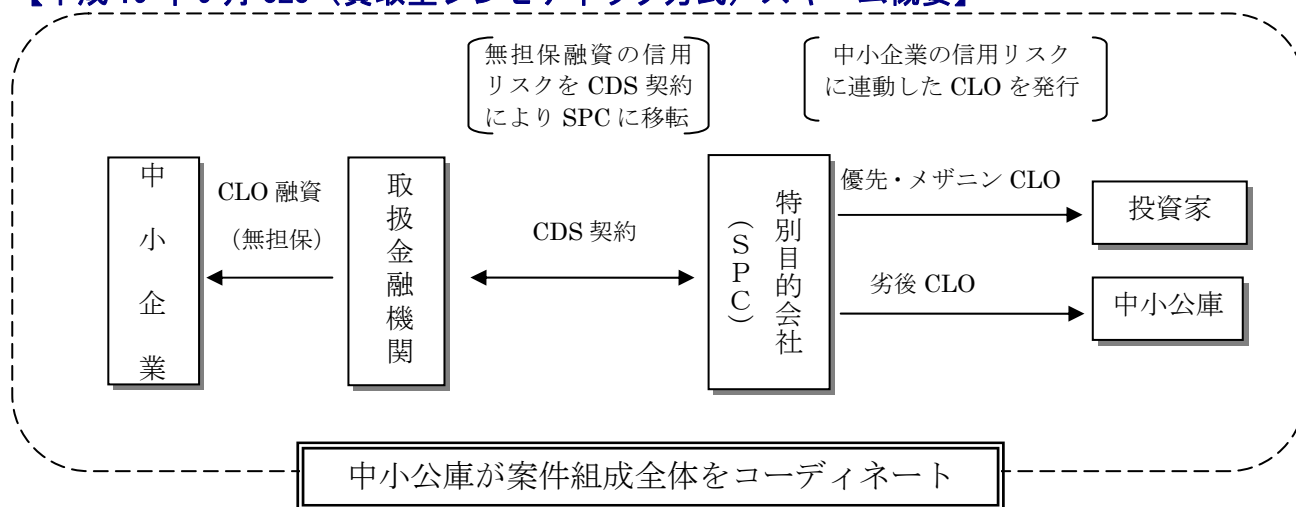 無担保融資の信用
リスクを CDS 契約
により SPC に移転
中小企業の信用リスク
に連動した CLO を発行
中小企業
CLO 融資
(無担保)
取扱金融機関
CDS 契約
特別目的会社
(SPC)
優先・メザニン CLO
投資家
劣後 CLO
中小公庫
中小公庫が案件組成全体をコーディネート